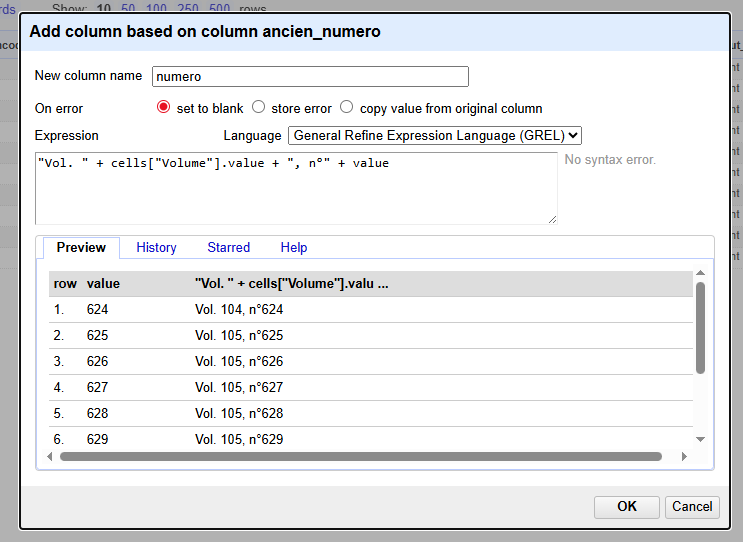 rds Show: 10 50 100 250 500 rows
Add column based on column ancien_numero
New column name numero
On error set to blank store error copy value from original column
Expression Language General Refine Expression Language (GREL)
"Vol. " + cells["Volume"].value + ", n°" + value
No syntax error.
Preview History Starred Help
row value "Vol. " + cells["Volume"].valu ...
1. 624 Vol. 104, n°624
2. 625 Vol. 105, n°625
3. 626 Vol. 105, n°626
4. 627 Vol. 105, n°627
5. 628 Vol. 105, n°628
6. 629 Vol. 105, n°629
OK Cancel